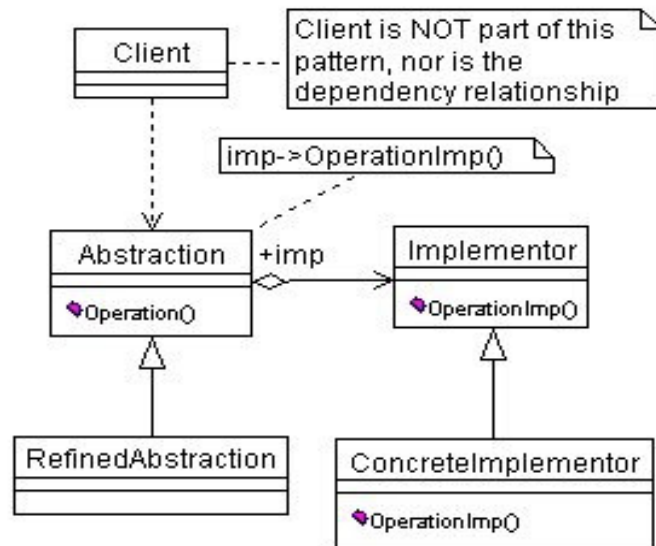 Client
Client is NOT part of this
pattern, nor is the
dependency relationship
imp->OperationImp()
Abstraction
+imp
Implementor
Operation()
OperationImp()
RefinedAbstraction
ConcreteImplementor
OperationImp()